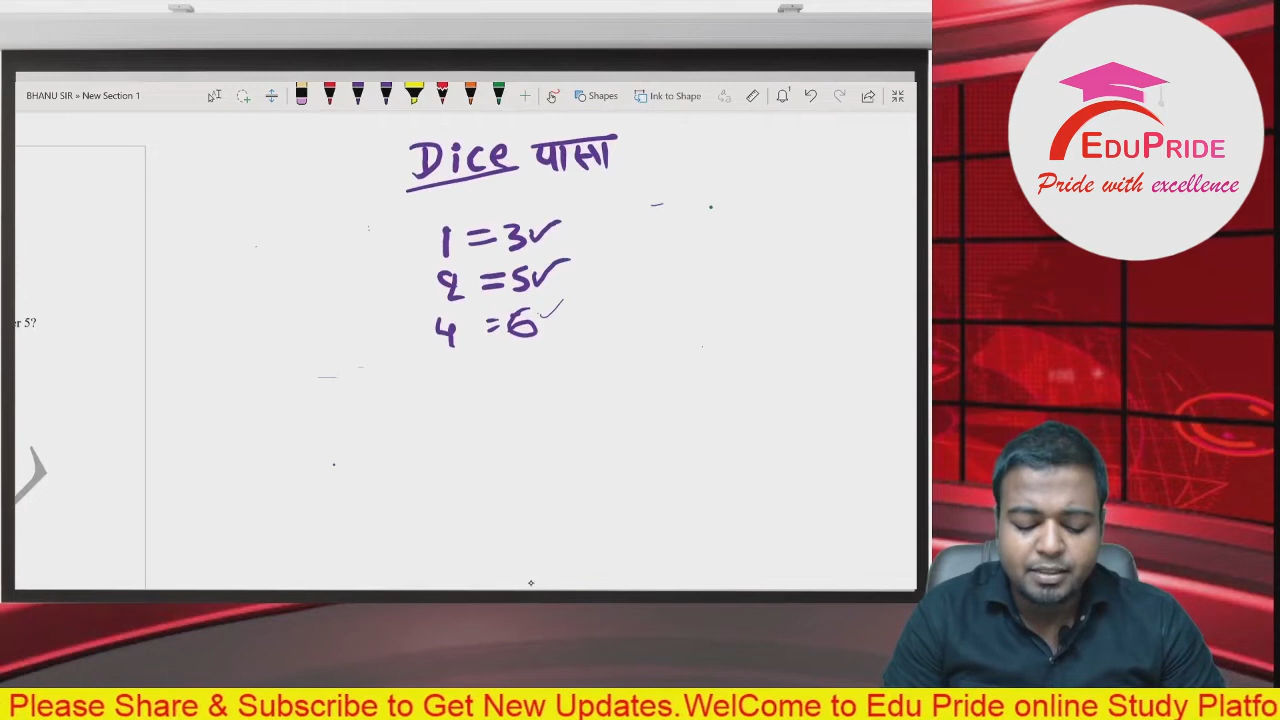 BHANU SIR » New Section 1
Shapes
Ink to Shape
Dice पासा
1 = 3✓
2 = 5✓
4 = 6✓
r 5?
EDUPRIDE
Pride with excellence
Please Share & Subscribe to Get New Updates.WelCome to Edu Pride online Study Platfo